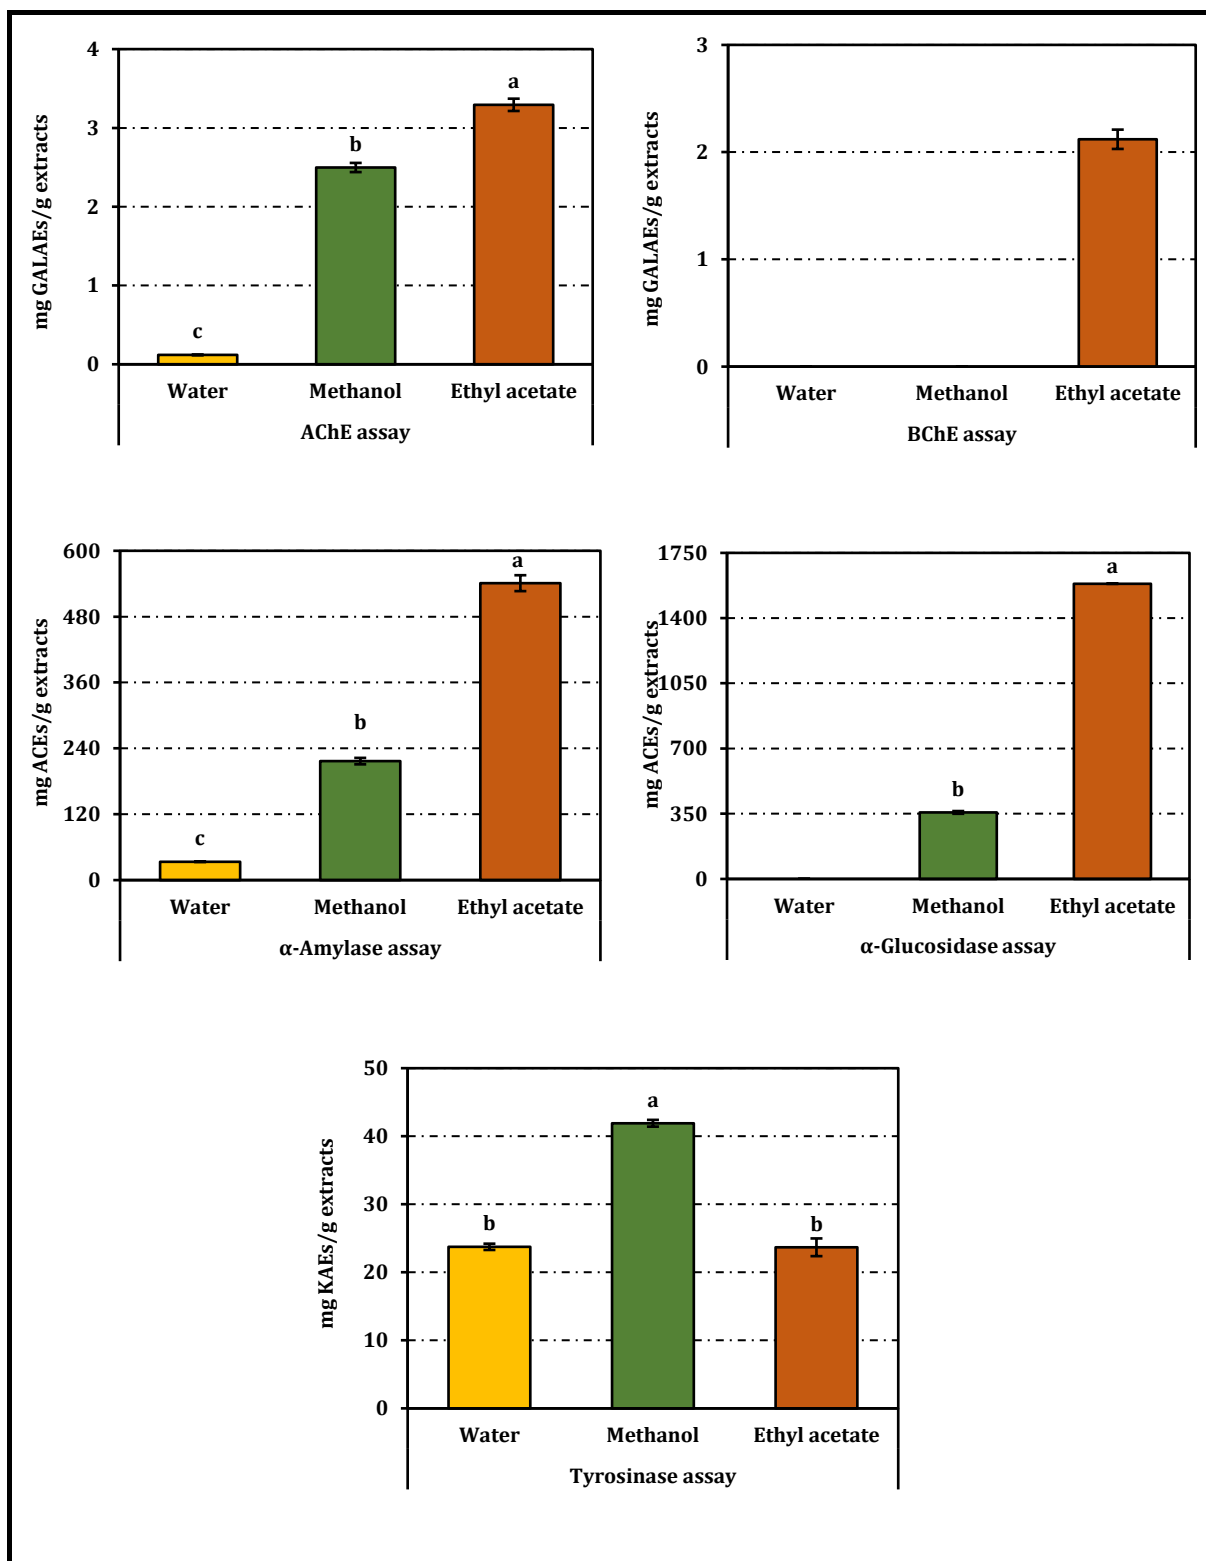 4
3
2
1
0
mg GALAEs/g extracts
c
b
a
Water Methanol Ethyl acetate
AChE assay
3
2
1
0
mg GALAEs/g extracts
Water Methanol Ethyl acetate
BChE assay
600
480
360
240
120
0
mg ACEs/g extracts
c
b
a
Water Methanol Ethyl acetate
α-Amylase assay
1750
1400
1050
700
350
0
mg ACEs/g extracts
b
a
Water Methanol Ethyl acetate
α-Glucosidase assay
50
40
30
20
10
0
mg KAEs/g extracts
b
a
b
Water Methanol Ethyl acetate
Tyrosinase assay